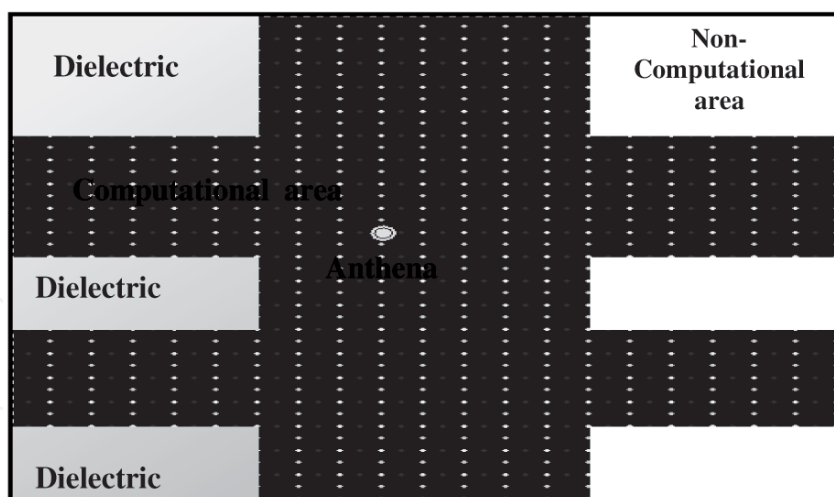 Dielectric
Non-
Computational
area
Computational area
Anthena
Dielectric
Dielectric